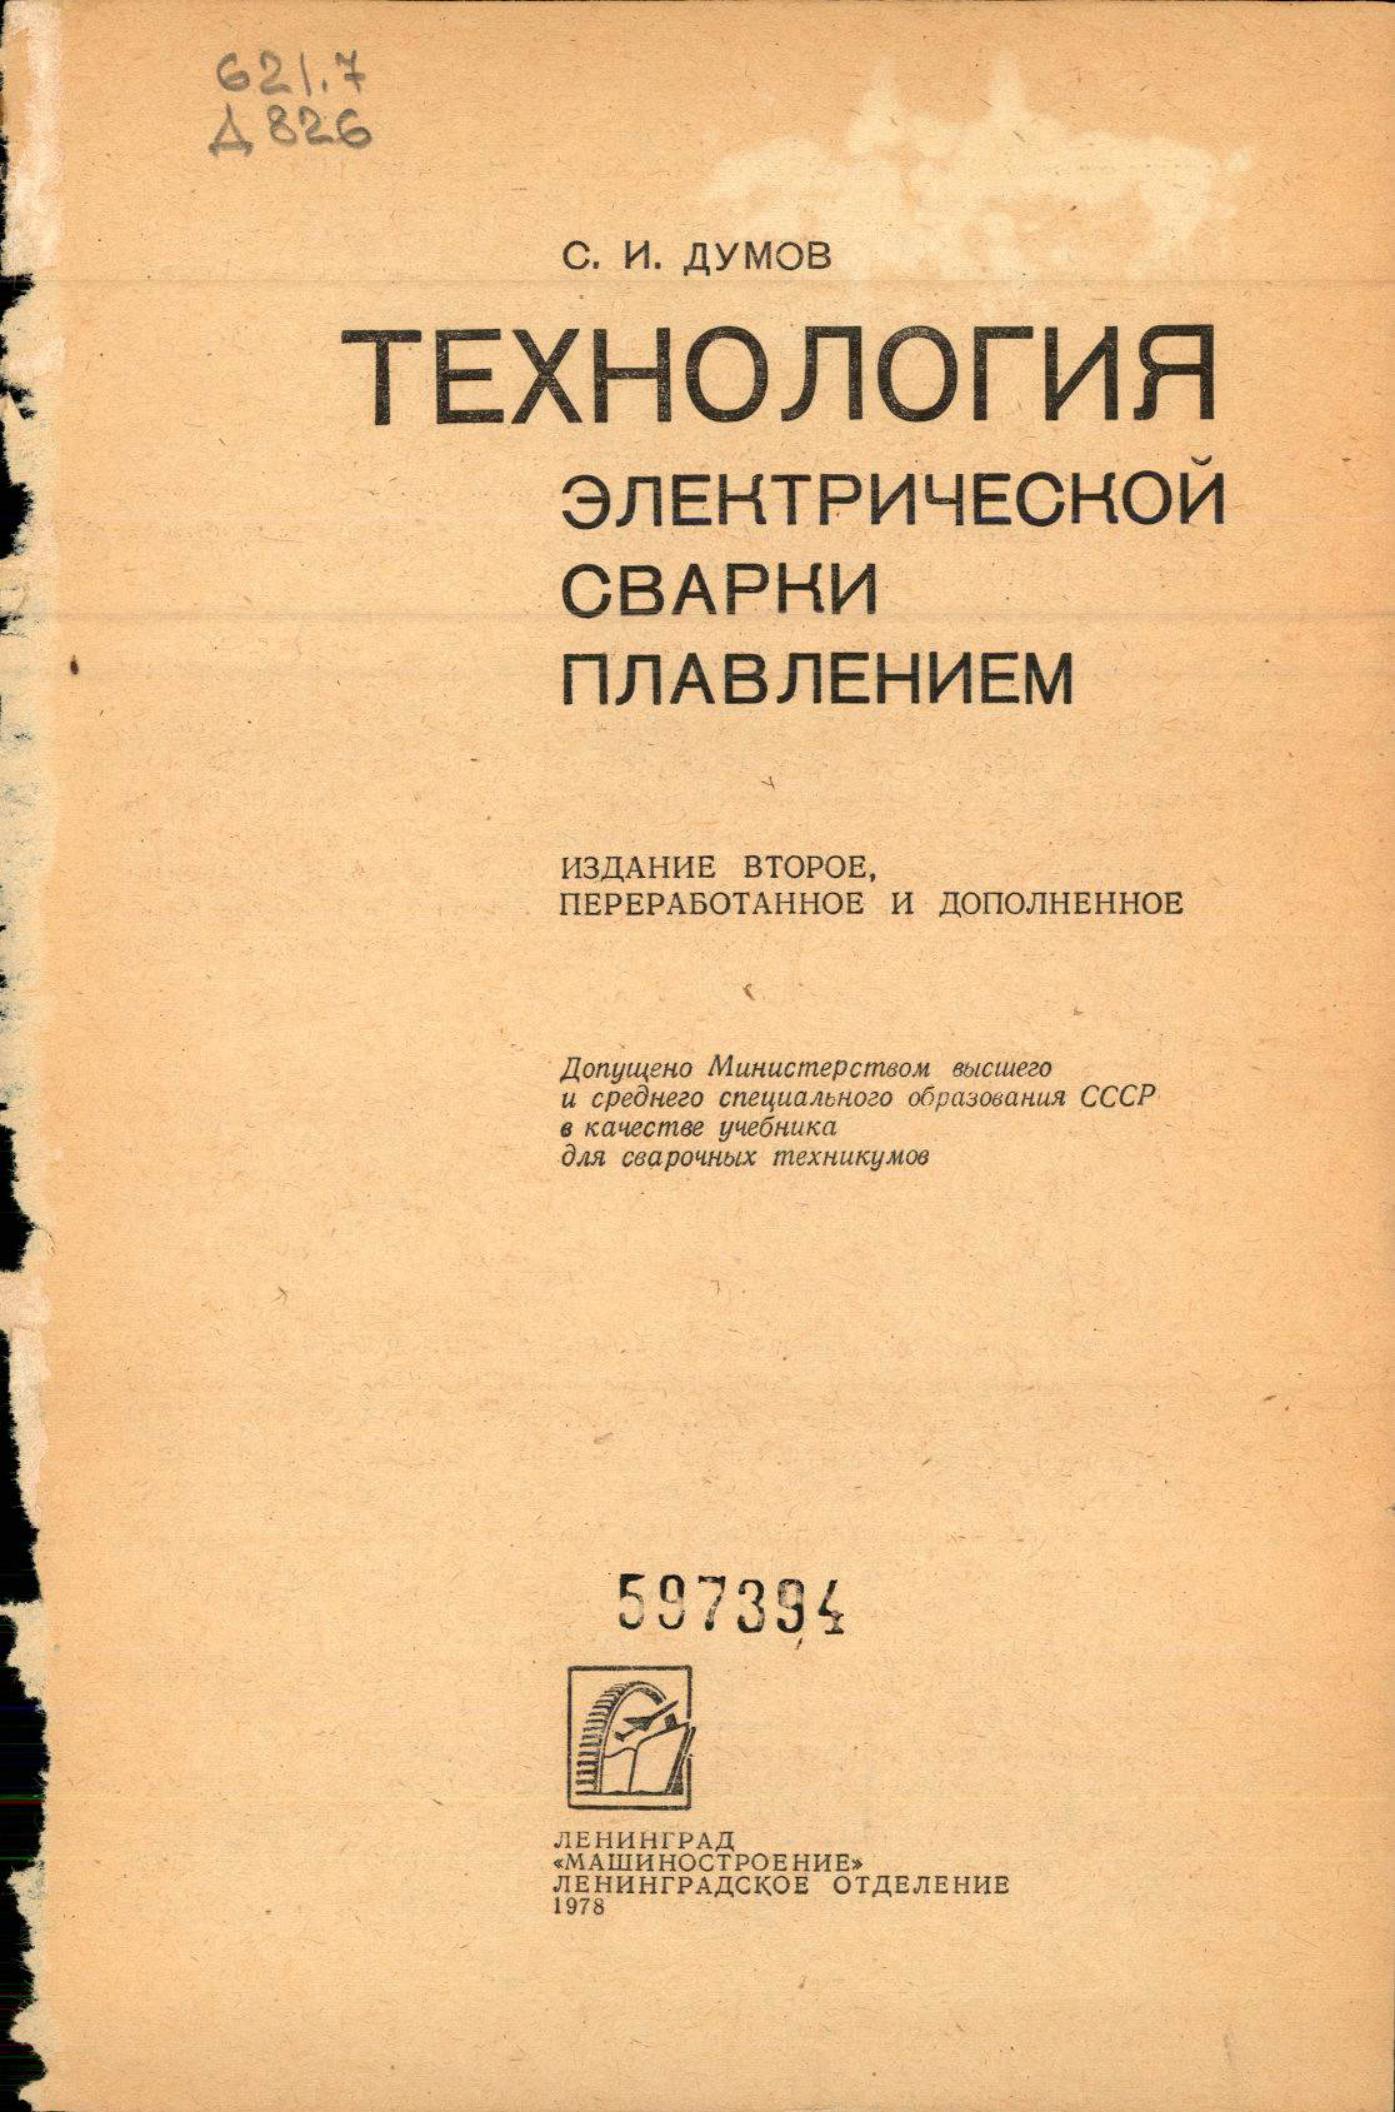 621.7
Д 826
С. И. ДУМОВ
ТЕХНОЛОГИЯ
ЭЛЕКТРИЧЕСКОЙ
СВАРКИ
ПЛАВЛЕНИЕМ
ИЗДАНИЕ ВТОРОЕ,
ПЕРЕРАБОТАННОЕ И ДОПОЛНЕННОЕ
Допущено Министерством высшего
и среднего специального образования СССР
в качестве учебника
для сварочных техникумов
597394
ЛЕНИНГРАД
«МАШИНОСТРОЕНИЕ»
ЛЕНИНГРАДСКОЕ ОТДЕЛЕНИЕ
1978